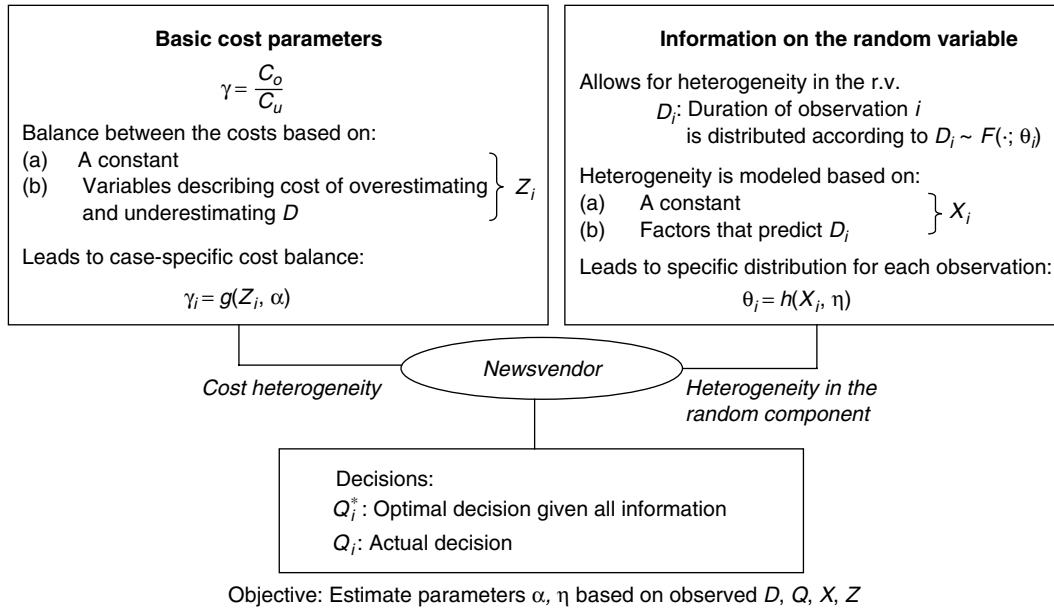 Basic cost parameters
γ = C_o / C_u
Balance between the costs based on:
(a) A constant
(b) Variables describing cost of overestimating
and underestimating D
Z_i
Leads to case-specific cost balance:
γ_i = g(Z_i, α)
Information on the random variable
Allows for heterogeneity in the r.v.
D_i: Duration of observation i
is distributed according to D_i ~ F(·; θ_i)
Heterogeneity is modeled based on:
(a) A constant
(b) Factors that predict D_i
X_i
Leads to specific distribution for each observation:
θ_i = h(X_i, η)
Newsvendor
Cost heterogeneity
Heterogeneity in the
random component
Decisions:
Q_i^*: Optimal decision given all information
Q_i: Actual decision
Objective: Estimate parameters α, η based on observed D, Q, X, Z